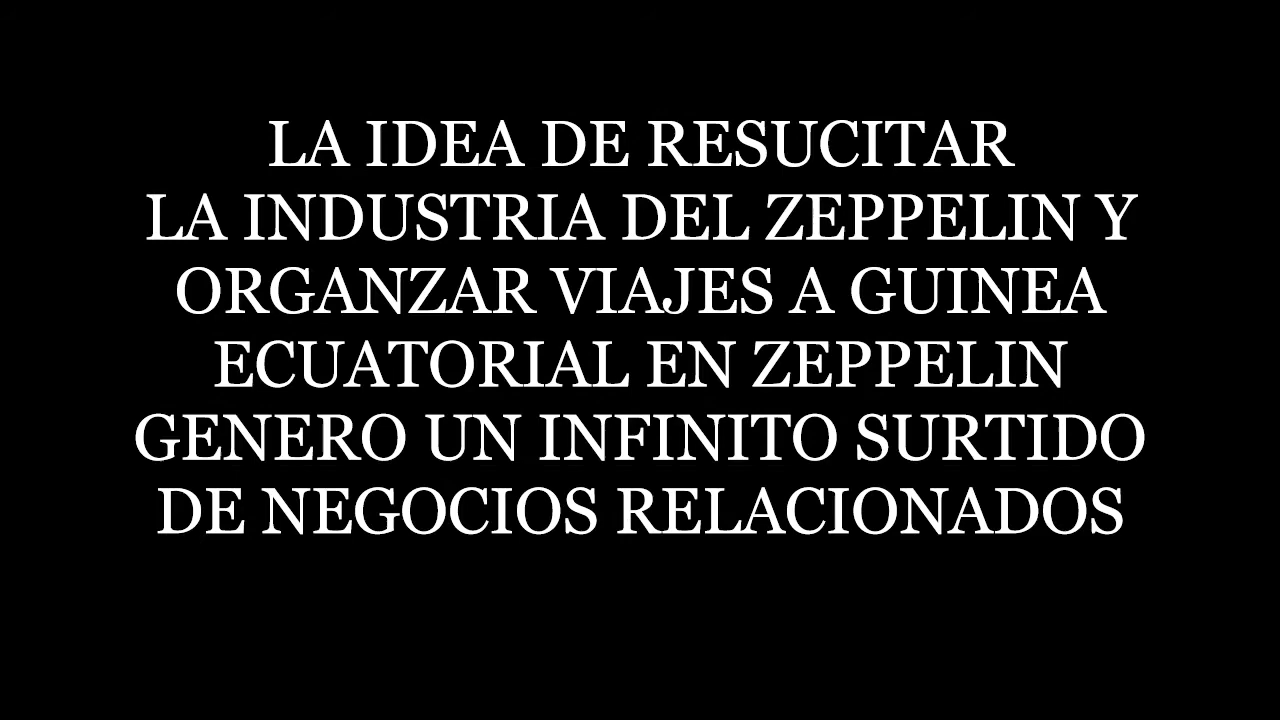 LA IDEA DE RESUCITAR
LA INDUSTRIA DEL ZEPPELIN Y
ORGANZAR VIAJES A GUINEA
ECUATORIAL EN ZEPPELIN
GENERO UN INFINITO SURTIDO
DE NEGOCIOS RELACIONADOS